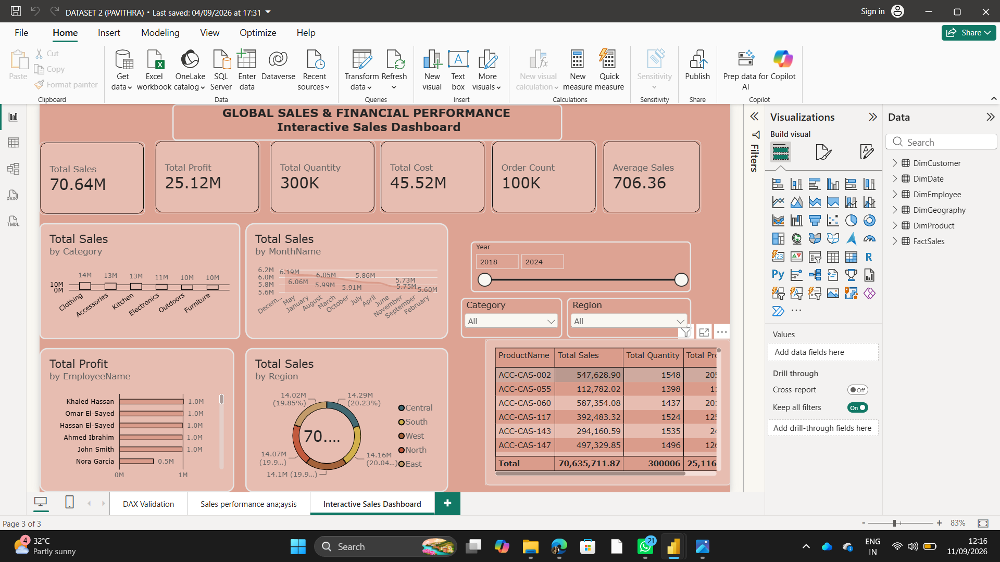 DATASET 2 (PAVITHRA) • Last saved: 04/09/2026 at 17:31
Sign in
File Home Insert Modeling View Optimize Help
Share
Paste
Cut
Copy
Format painter
Clipboard
Get data
Excel workbook
OneLake catalog
SQL Server
Enter data
Dataverse
Recent sources
Data
Transform data
Refresh
Queries
New visual
Text box
More visuals
Insert
New visual calculation
New measure
Quick measure
Calculations
Sensitivity
Sensitivity
Publish
Share
Prep data for AI
Copilot
Copilot
GLOBAL SALES & FINANCIAL PERFORMANCE
Interactive Sales Dashboard
Total Sales
70.64M
Total Profit
25.12M
Total Quantity
300K
Total Cost
45.52M
Order Count
100K
Average Sales
706.36
Total Sales
by Category
14M 13M 13M 11M 10M 10M
10M
0M
Clothing Accessories Kitchen Electronics Outdoors Furniture
Total Sales
by MonthName
6.2M
6.0M
5.8M
5.6M
6.19M 6.06M 6.05M 5.99M 5.91M 5.86M 5.73M 5.75M 5.60M
Decem... May January August March October July April June November September February
Year
2018 2024
Category
All
Region
All
Total Profit
by EmployeeName
Khaled Hassan 1.0M
Omar El-Sayed 1.0M
Hassan El-Sayed 1.0M
Ahmed Ibrahim 1.0M
John Smith 1.0M
Nora Garcia 0.5M
0M 1M
Total Sales
by Region
14.02M
(19.85%)
14.29M
(20.23%)
70....
14.07M
(19.9...)
14.16M
(20.04...)
14.1M (19.9...)
Central
South
West
North
East
ProductName Total Sales Total Quantity Total Pro
ACC-CAS-002 547,628.90 1548 205
ACC-CAS-055 112,782.02 1398 11
ACC-CAS-060 587,354.08 1437 201
ACC-CAS-117 392,483.32 1524 125
ACC-CAS-143 294,160.59 1535 24
ACC-CAS-147 497,329.85 1496 126
Total 70,635,711.87 300006 25,116
Filters
Visualizations
Build visual
123
R
Py
Values
Add data fields here
Drill through
Cross-report Off
Keep all filters On
Add drill-through fields here
Data
Search
DimCustomer
DimDate
DimEmployee
DimGeography
DimProduct
FactSales
DAX
TMDL
DAX Validation
Sales performance ana;aysis
Interactive Sales Dashboard
Page 3 of 3
- + 83%
4
32°C
Partly sunny
Search
21
ENG
IN
12:16
11/09/2026